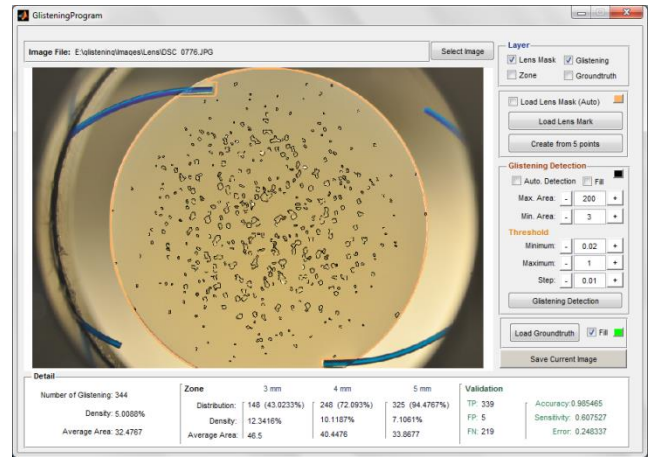 GlisteningProgram
Image File: E:\glistening\Images\Lens\DSC_0776.JPG
Select Image
Layer
Lens Mask Glistening
Zone Groundtruth
Load Lens Mask (Auto)
Load Lens Mark
Create from 5 points
Glistening Detection
Auto. Detection Fill
Max. Area: - 200 +
Min. Area: - 3 +
Threshold
Minimum: - 0.02 +
Maximum: - 1 +
Step: - 0.01 +
Glistening Detection
Load Groundtruth Fill
Save Current Image
Detail
Number of Glistening: 344
Density: 5.0088%
Average Area: 32.4767
Zone 3 mm 4 mm 5 mm
Distribution: 148 (43.0233%) 248 (72.093%) 325 (94.4767%)
Density: 12.3416% 10.1187% 7.1061%
Average Area: 46.5 40.4476 33.8677
Validation
TP: 339 Accuracy: 0.985465
FP: 5 Sensitivity: 0.607527
FN: 219 Error: 0.248337